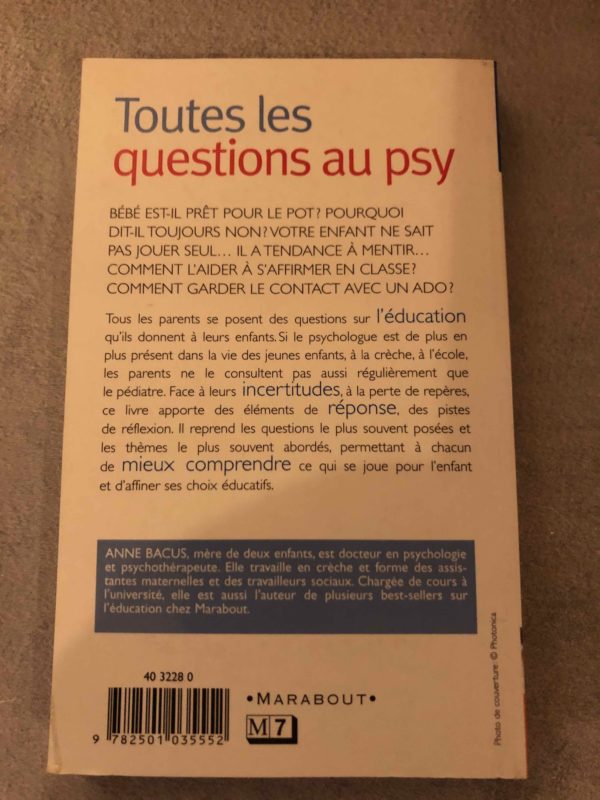 Toutes les
questions au psy
BÉBÉ EST-IL PRÊT POUR LE POT? POURQUOI
DIT-IL TOUJOURS NON? VOTRE ENFANT NE SAIT
PAS JOUER SEUL... IL A TENDANCE À MENTIR...
COMMENT L'AIDER À S'AFFIRMER EN CLASSE?
COMMENT GARDER LE CONTACT AVEC UN ADO?
Tous les parents se posent des questions sur l'éducation
qu'ils donnent à leurs enfants. Si le psychologue est de plus en
plus présent dans la vie des jeunes enfants, à la crèche, à l'école,
les parents ne le consultent pas aussi régulièrement que
le pédiatre. Face à leurs incertitudes, à la perte de repères,
ce livre apporte des éléments de réponse, des pistes
de réflexion. Il reprend les questions le plus souvent posées et
les thèmes le plus souvent abordés, permettant à chacun
de mieux comprendre ce qui se joue pour l'enfant
et d'affiner ses choix éducatifs.
ANNE BACUS, mère de deux enfants, est docteur en psychologie
et psychothérapeute. Elle travaille en crèche et forme des assis-
tantes maternelles et des travailleurs sociaux. Chargée de cours à
l'université, elle est aussi l'auteur de plusieurs best-sellers sur
l'éducation chez Marabout.
Photo de couverture © Photonica
40 3228 0
9 782501 035552
•MARABOUT•
M 7